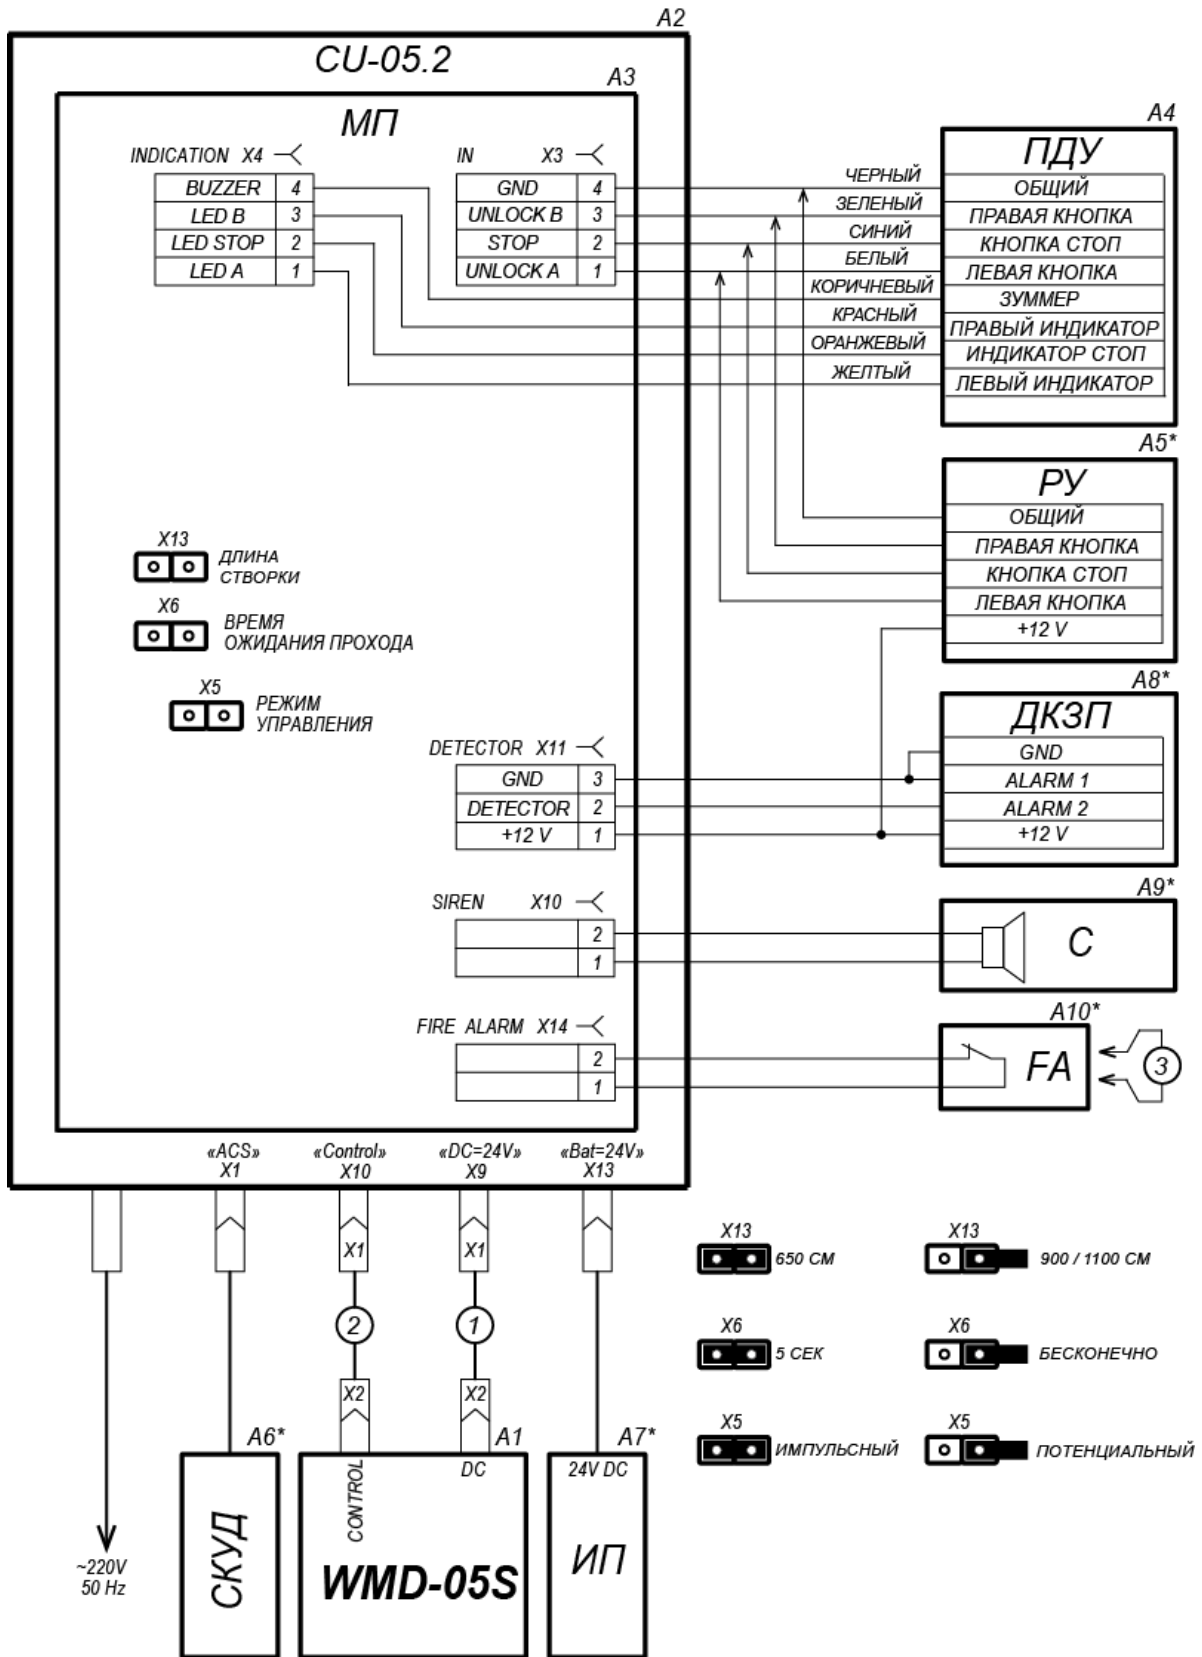 A2
CU-05.2
A3
МП
INDICATION X4
BUZZER 4
LED B 3
LED STOP 2
LED A 1
IN X3
GND 4
UNLOCK B 3
STOP 2
UNLOCK A 1
ЧЕРНЫЙ
ЗЕЛЕНЫЙ
СИНИЙ
БЕЛЫЙ
КОРИЧНЕВЫЙ
КРАСНЫЙ
ОРАНЖЕВЫЙ
ЖЕЛТЫЙ
A4
ПДУ
ОБЩИЙ
ПРАВАЯ КНОПКА
КНОПКА СТОП
ЛЕВАЯ КНОПКА
ЗУММЕР
ПРАВЫЙ ИНДИКАТОР
ИНДИКАТОР СТОП
ЛЕВЫЙ ИНДИКАТОР
A5*
РУ
ОБЩИЙ
ПРАВАЯ КНОПКА
КНОПКА СТОП
ЛЕВАЯ КНОПКА
+12 V
X13
ДЛИНА
СТВОРКИ
X6
ВРЕМЯ
ОЖИДАНИЯ ПРОХОДА
X5
РЕЖИМ
УПРАВЛЕНИЯ
DETECTOR X11
GND 3
DETECTOR 2
+12 V 1
A8*
ДКЗП
GND
ALARM 1
ALARM 2
+12 V
SIREN X10
2
1
A9*
C
FIRE ALARM X14
2
1
A10*
FA
3
«ACS»
X1
«Control»
X10
«DC=24V»
X9
«Bat=24V»
X13
X1
X1
2
1
X2
X2
~220V
50 Hz
A6*
СКУД
A1
CONTROL
DC
WMD-05S
A7*
24V DC
ИП
X13
650 СМ
X13
900 / 1100 СМ
X6
5 СЕК
X6
БЕСКОНЕЧНО
X5
ИМПУЛЬСНЫЙ
X5
ПОТЕНЦИАЛЬНЫЙ